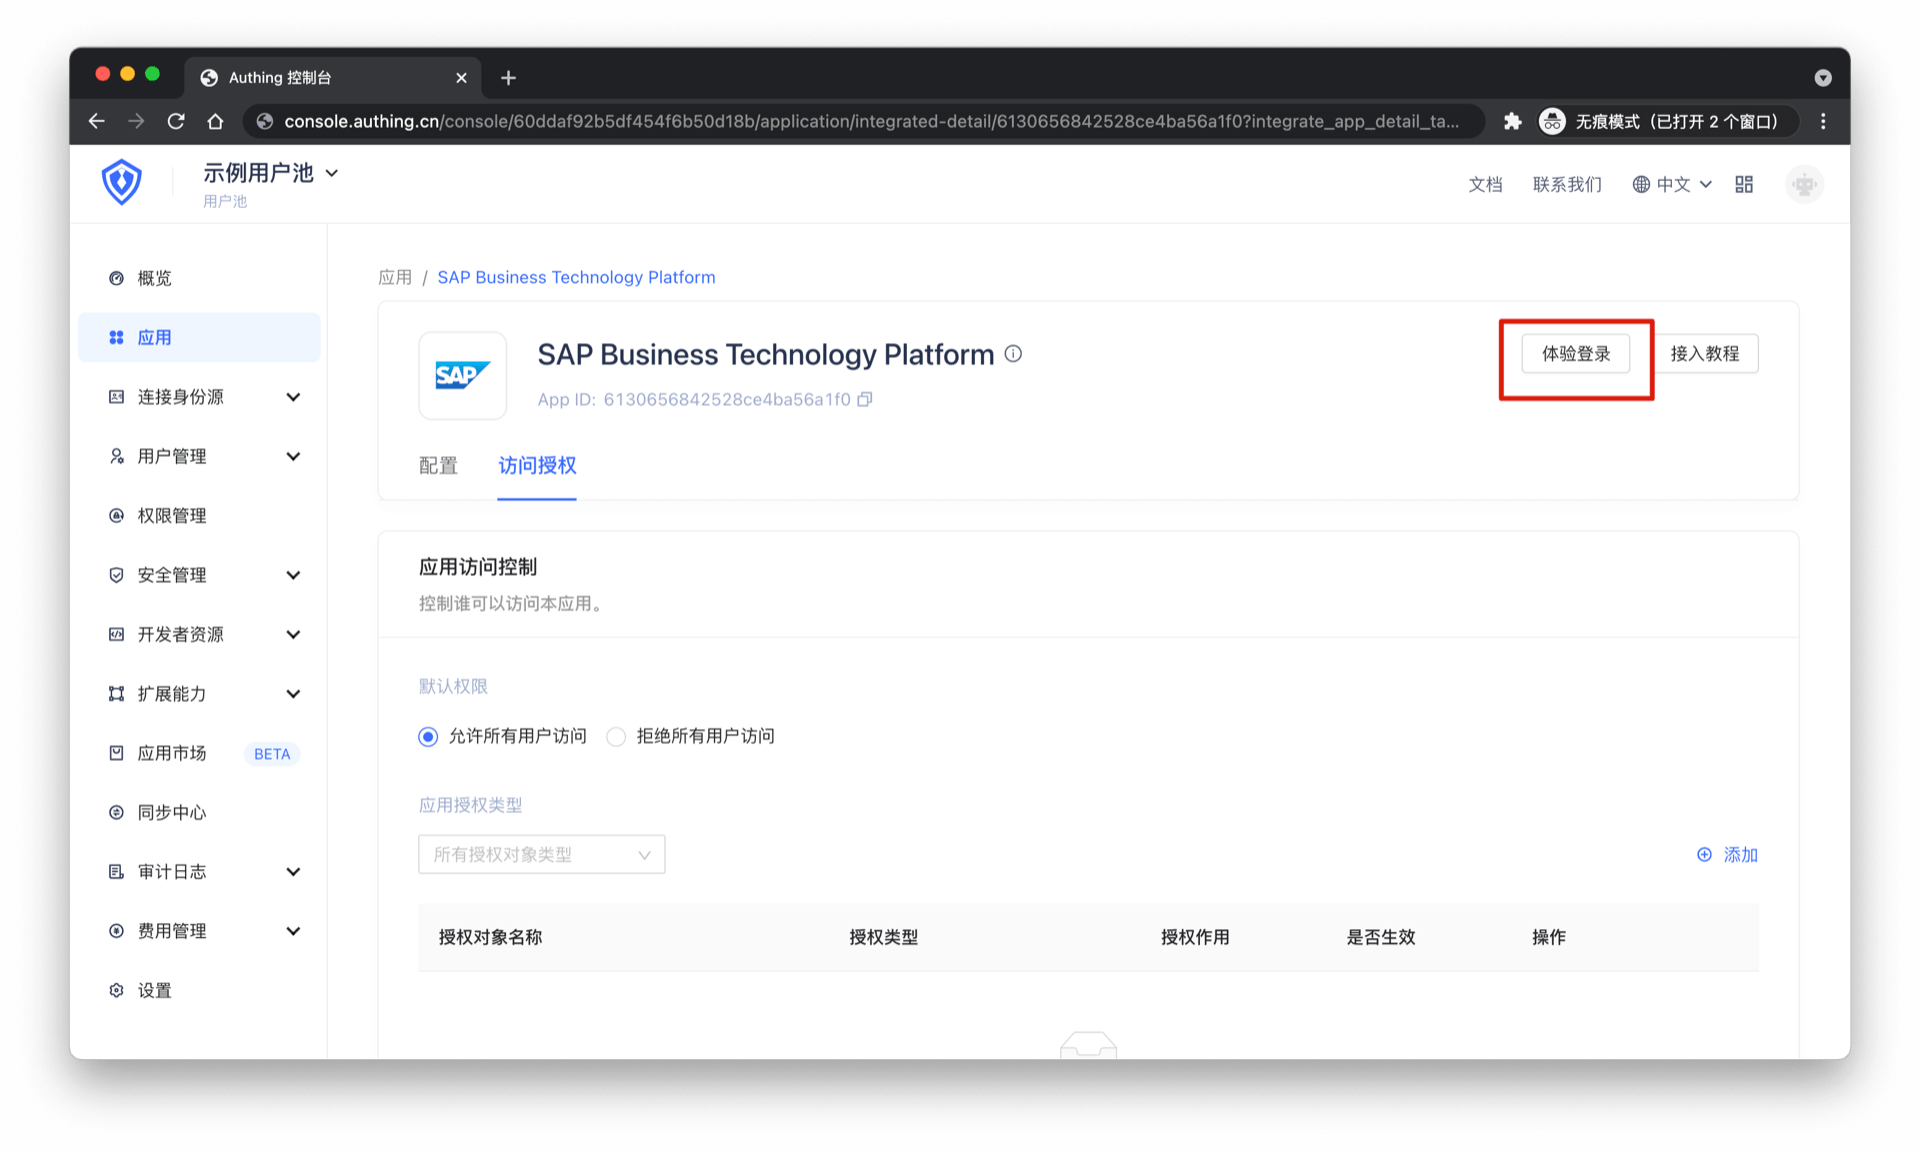 Authing 控制台
console.authing.cn/console/60ddaf92b5df454f6b50d18b/application/integrated-detail/6130656842528ce4ba56a1f0?integrate_app_detail_ta...
无痕模式（已打开 2 个窗口）
示例用户池
用户池
文档
联系我们
中文
概览
应用
连接身份源
用户管理
权限管理
安全管理
开发者资源
扩展能力
应用市场 BETA
同步中心
审计日志
费用管理
设置
应用 / SAP Business Technology Platform
SAP
SAP Business Technology Platform
App ID: 6130656842528ce4ba56a1f0
体验登录
接入教程
配置
访问授权
应用访问控制
控制谁可以访问本应用。
默认权限
允许所有用户访问
拒绝所有用户访问
应用授权类型
所有授权对象类型
添加
授权对象名称 授权类型 授权作用 是否生效 操作